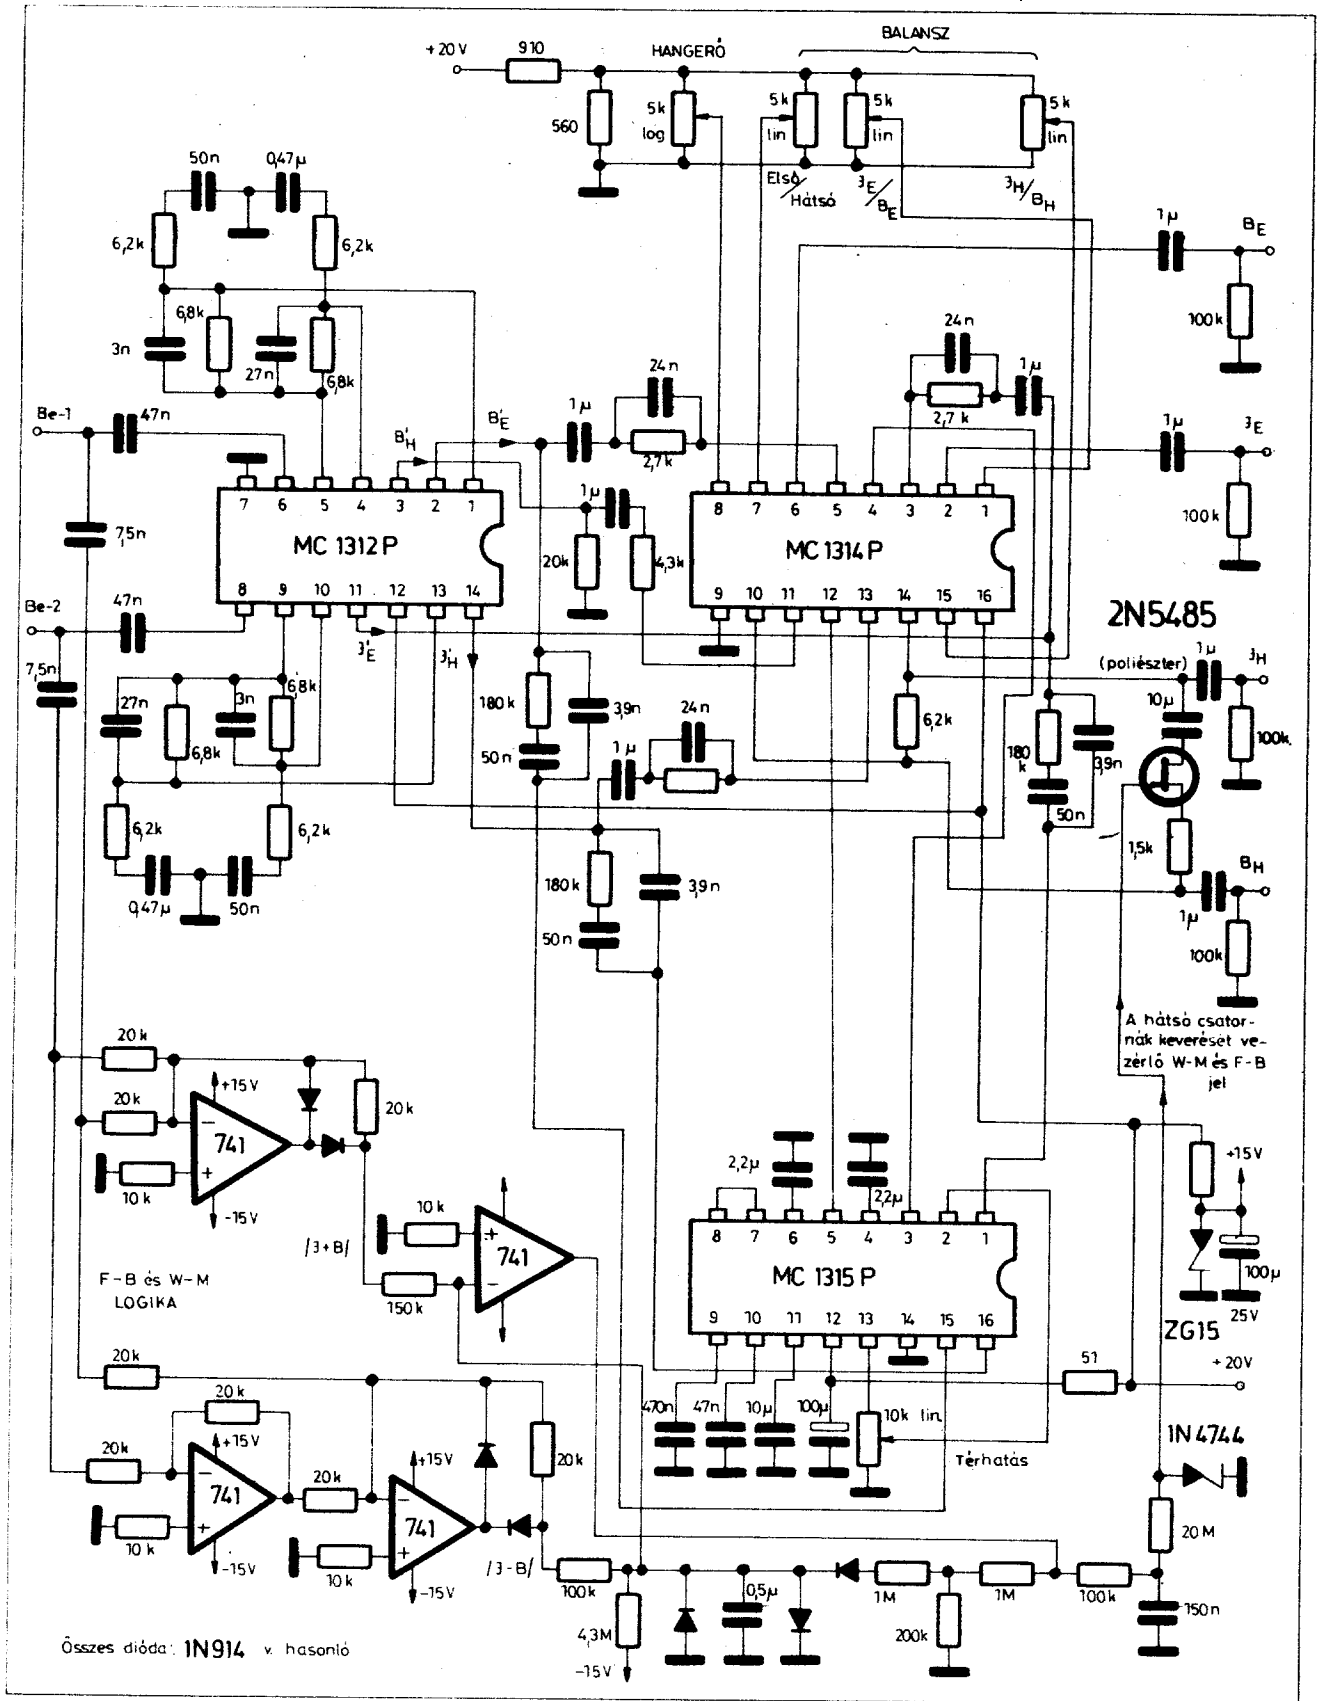 BALANSZ
+20V
910
HANGERŐ
560
5k
log
5k
lin
5k
lin
5k
lin
Első/Hátsó
J_E/B_E
J_H/B_H
50n
0,47µ
6,2k
6,2k
6,8k
3n
27n
6,8k
1µ
B_E
100k
24n
1µ
2,7k
24n
1µ
2,7k
1µ
J_E
100k
Be-1
47n
B'_H
B'_E
7 6 5 4 3 2 1
MC 1312P
8 9 10 11 12 13 14
7,5n
1µ
20k
4,3k
8 7 6 5 4 3 2 1
MC 1314P
9 10 11 12 13 14 15 16
Be-2
47n
7,5n
J'_E
J'_H
2N5485
(poliészter)
1µ
J_H
10µ
100k
27n
3n
6,8k
6,8k
6,2k
6,2k
0,47µ
50n
180k
3,9n
50n
24n
1µ
6,2k
180
k
3,9n
50n
1,5k
B_H
1µ
100k
180k
3,9n
50n
A hátsó csator-
nák keverését ve-
zérlő W-M és F-B
jel
20k
20k
+15V
741
20k
10k
-15V
/J+B/
10k
741
150k
F-B és W-M
LOGIKA
2,2µ
2,2µ
8 7 6 5 4 3 2 1
MC 1315P
9 10 11 12 13 14 15 16
+15V
100µ
25V
ZG15
51
+20V
470n
47n
10µ
100µ
10k lin.
Térhatás
1N4744
20k
20k
20k
+15V
741
10k
-15V
20k
+15V
741
10k
-15V
20k
/J-B/
100k
4,3M
-15V
0,5µ
1M
200k
1M
100k
20M
150n
Összes dióda: 1N914 v. hasonló